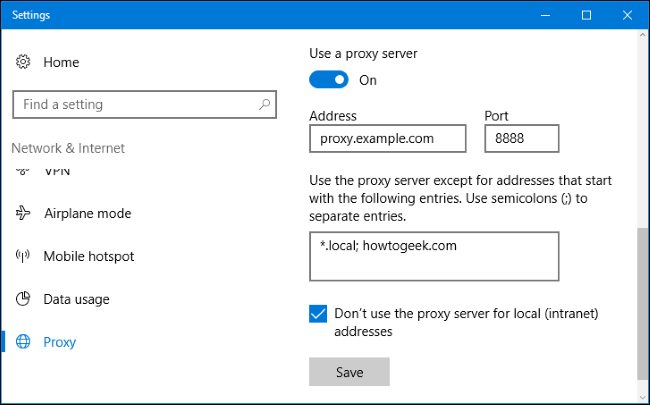 Settings
Home
Find a setting
Network & Internet
VPN
Airplane mode
Mobile hotspot
Data usage
Proxy
Use a proxy server
On
Address Port
proxy.example.com 8888
Use the proxy server except for addresses that start
with the following entries. Use semicolons (;) to
separate entries.
*.local; howtogeek.com
Don't use the proxy server for local (intranet)
addresses
Save